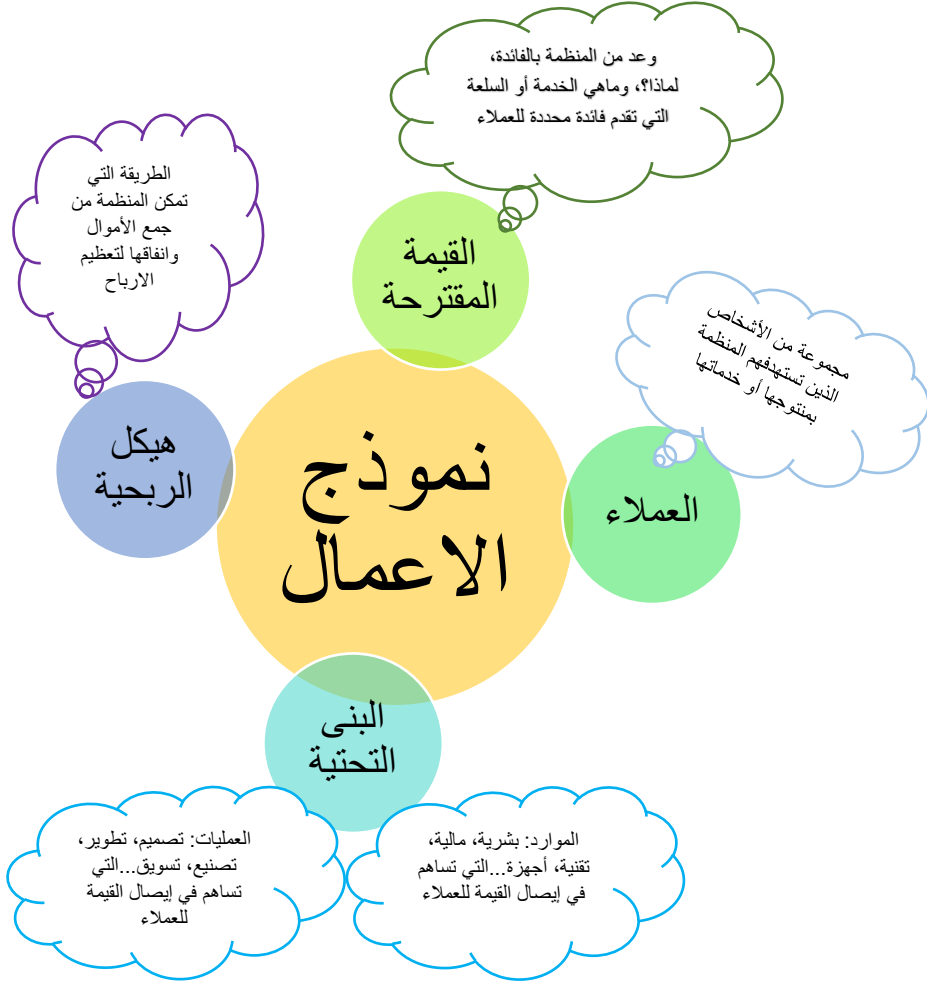 وعد من المنظمة بالفائدة،
لماذا؟، وماهي الخدمة أو السلعة
التي تقدم فائدة محددة للعملاء
القيمة
المقترحة
الطريقة التي
تمكن المنظمة من
جمع الأموال
وانفاقها لتعظيم
الارباح
هيكل
الربحية
مجموعة من الأشخاص
الذين تستهدفهم المنظمة
بمنتوجها أو خدماتها
العملاء
نموذج
الاعمال
البنى
التحتية
الموارد: بشرية، مالية،
تقنية، أجهزة...التي تساهم
في إيصال القيمة للعملاء
العمليات: تصميم، تطوير،
تصنيع، تسويق...التي
تساهم في إيصال القيمة
للعملاء